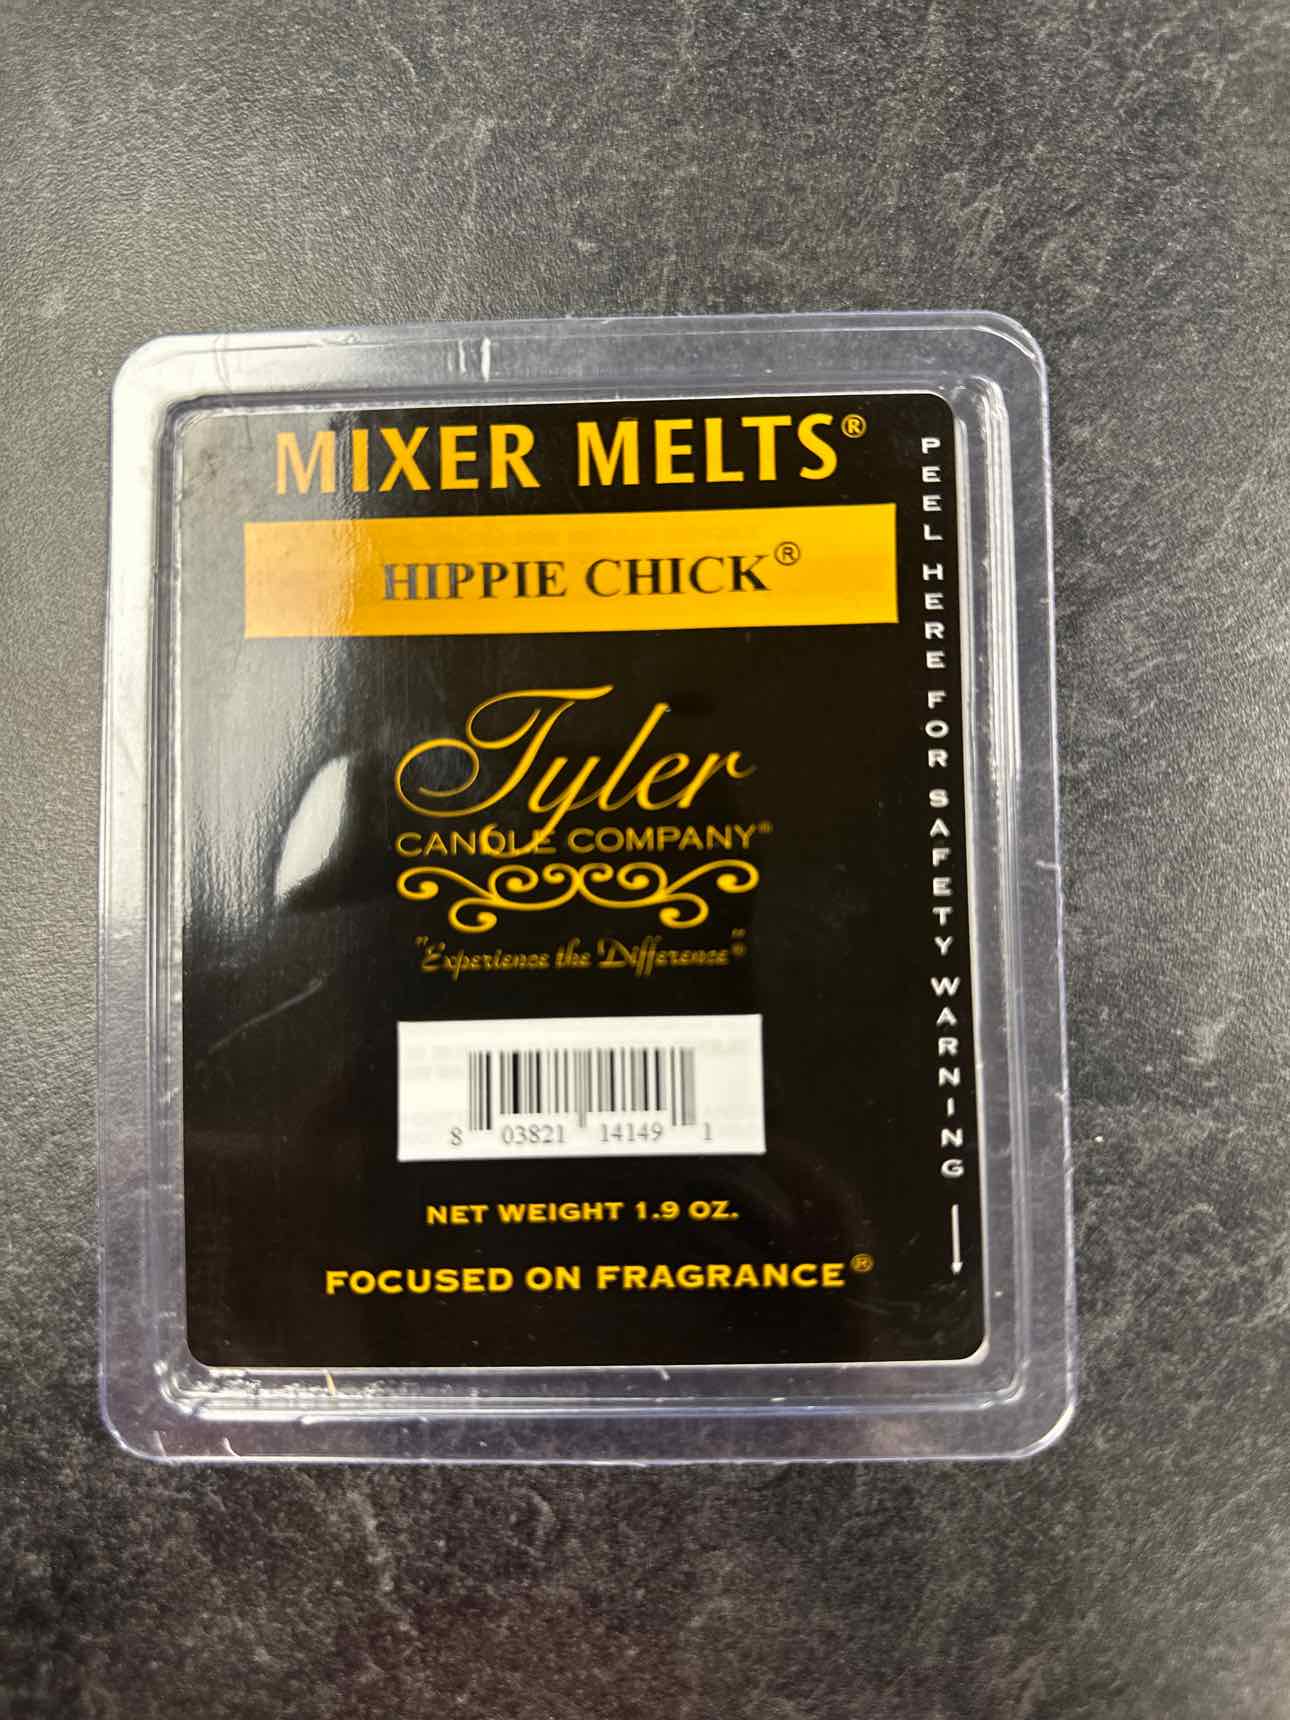 MIXER MELTS®
HIPPIE CHICK®
Tyler
CANDLE COMPANY®
"Experience the Difference"®
8 03821 14149 1
NET WEIGHT 1.9 OZ.
FOCUSED ON FRAGRANCE®
PEEL HERE FOR SAFETY WARNING